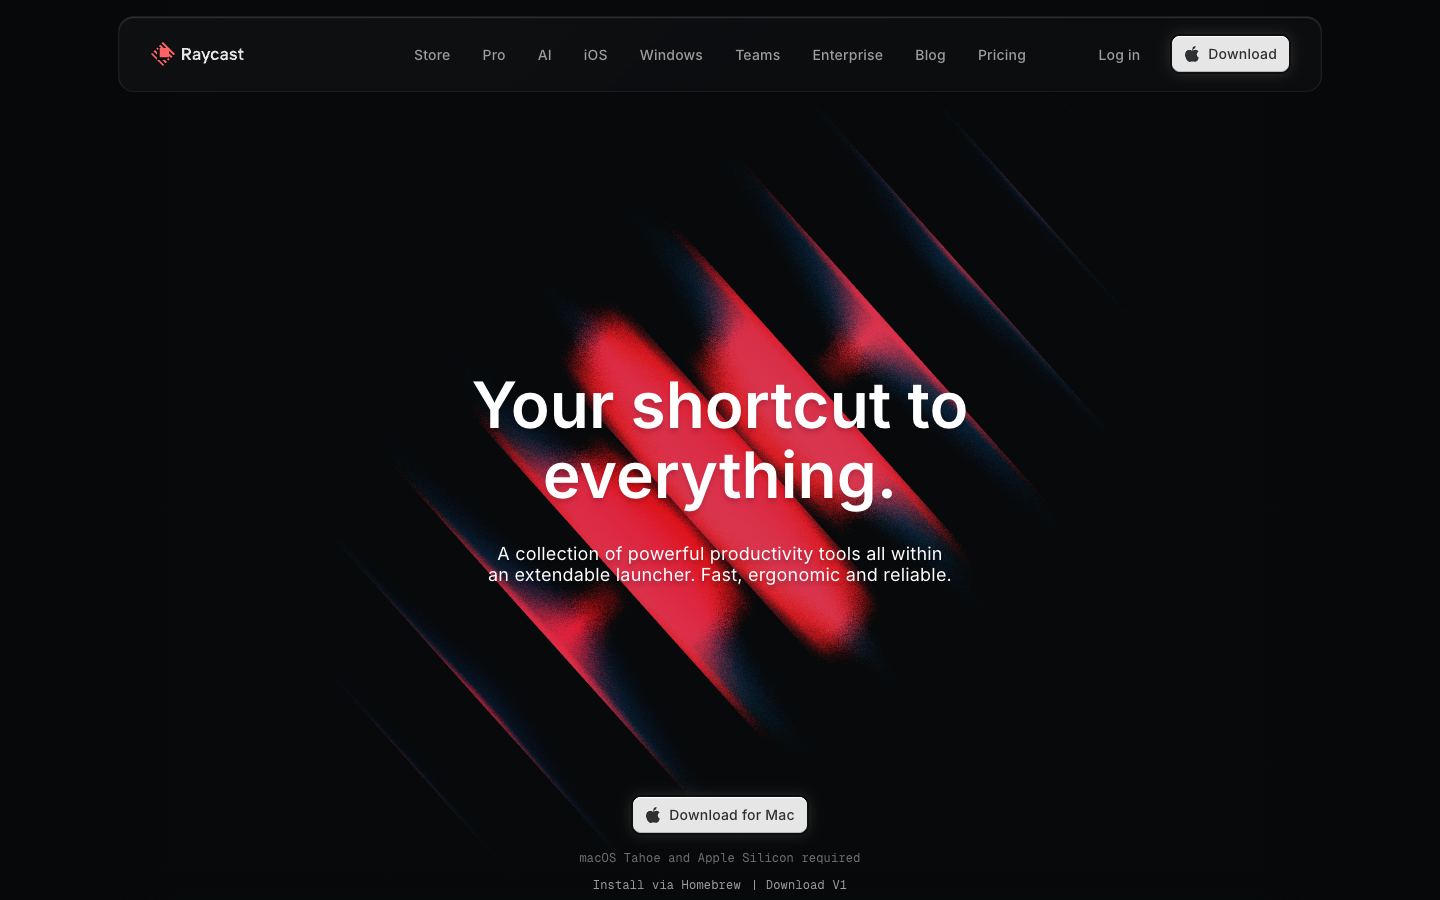 Raycast
Store
Pro
AI
iOS
Windows
Teams
Enterprise
Blog
Pricing
Log in
Download
Your shortcut to
everything.
A collection of powerful productivity tools all within
an extendable launcher. Fast, ergonomic and reliable.
Download for Mac
macOS Tahoe and Apple Silicon required
Install via Homebrew | Download V1